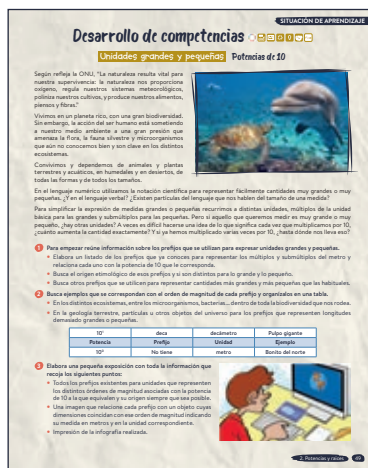 SITUACIÓN DE APRENDIZAJE
Desarrollo de competencias
Unidades grandes y pequeñas Potencias de 10
Según refleja la ONU, "La naturaleza resulta vital para
nuestra supervivencia: la naturaleza nos proporciona
oxígeno, regula nuestros sistemas meteorológicos,
poliniza nuestros cultivos, y produce nuestros alimentos,
piensos y fibras."
Vivimos en un planeta rico, con una gran biodiversidad.
Sin embargo, la acción del ser humano está sometiendo
a nuestro medio ambiente a una gran presión que
amenaza la flora, la fauna silvestre y microorganismos
que aún no conocemos bien y son clave en los distintos
ecosistemas.
Convivimos y dependemos de animales y plantas
terrestres y acuáticos, en humedales y en desiertos, de
todas las formas y de todos los tamaños.
En el lenguaje numérico utilizamos la notación científica para representar fácilmente cantidades muy grandes o muy
pequeñas. ¿Y en el lenguaje verbal? ¿Existen partículas del lenguaje que nos hablen del tamaño de una medida?
Para simplificar la expresión de medidas grandes o pequeñas recurrimos a distintas unidades, múltiplos de la unidad
básica para las grandes y submúltiplos para las pequeñas. Pero si aquello que queremos medir es muy grande o muy
pequeño, ¿hay otras unidades? A veces es difícil hacerse una idea de lo que significa cada vez que multiplicamos por 10,
¿cuánto aumenta la cantidad exactamente? Y si ya hemos multiplicado varias veces por 10, ¿hasta dónde nos lleva eso?
1 Para empezar reúne información sobre los prefijos que se utilizan para expresar unidades grandes y pequeñas.
• Elabora un listado de los prefijos que ya conoces para representar los múltiplos y submúltiplos del metro y
relaciona cada uno con la potencia de 10 que le corresponda.
• Busca el origen etimológico de esos prefijos y si son distintos para lo grande y lo pequeño.
• Busca otros prefijos que se utilicen para representar cantidades más grandes y más pequeñas que las habituales.
2 Busca ejemplos que se correspondan con el orden de magnitud de cada prefijo y organízalos en una tabla.
• En los distintos ecosistemas, entre los microorganismos, bacterias... dentro de toda la biodiversidad que nos rodea.
• En la geología terrestre, partículas u otros objetos del universo para los prefijos que representen longitudes
demasiado grandes o pequeñas.
10¹ deca decámetro Pulpo gigante
Potencia Prefijo Unidad Ejemplo
10⁰ No tiene metro Bonito del norte
3 Elabora una pequeña exposición con toda la información que
recoja los siguientes puntos:
• Todos los prefijos existentes para unidades que representen
los distintos órdenes de magnitud asociadas con la potencia
de 10 a la que equivalen y su origen siempre que sea posible.
• Una imagen que relacione cada prefijo con un objeto cuyas
dimensiones coincidan con ese orden de magnitud indicando
su medida en metros y en la unidad correspondiente.
• Impresión de la infografía realizada.
2. Potencias y raíces 49